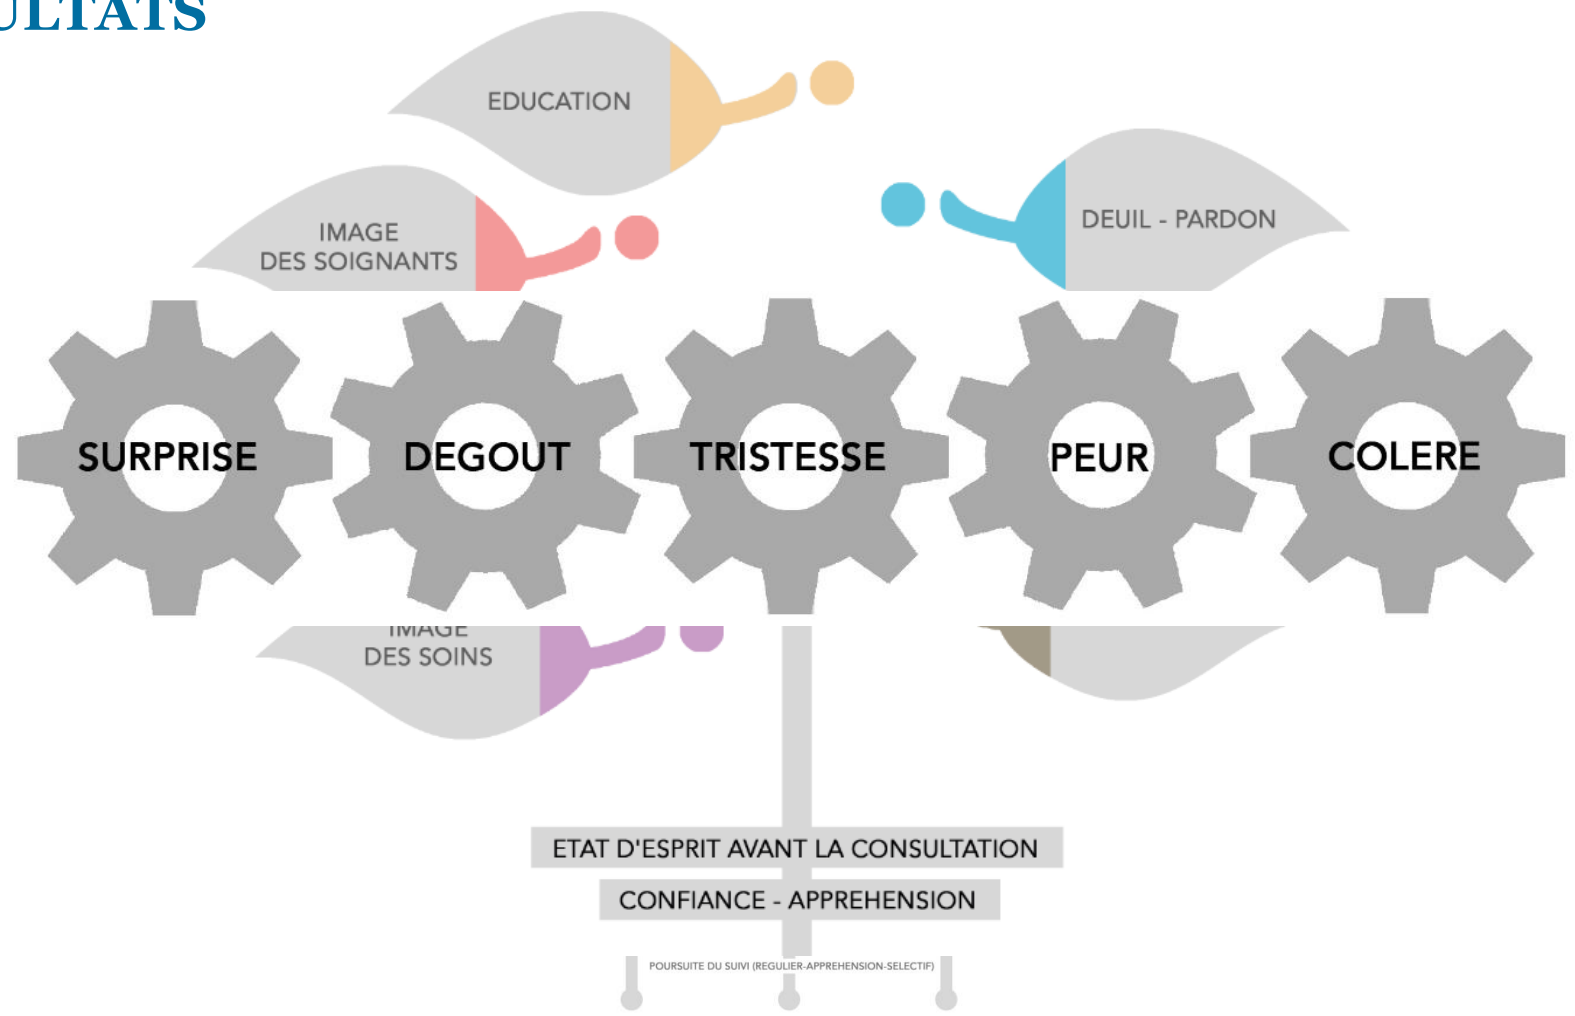 ULTATS
EDUCATION
DEUIL - PARDON
IMAGE
DES SOIGNANTS
SURPRISE
DEGOUT
TRISTESSE
PEUR
COLERE
IMAGE
DES SOINS
ETAT D'ESPRIT AVANT LA CONSULTATION
CONFIANCE - APPREHENSION
POURSUITE DU SUIVI (REGULIER-APPREHENSION-SELECTIF)